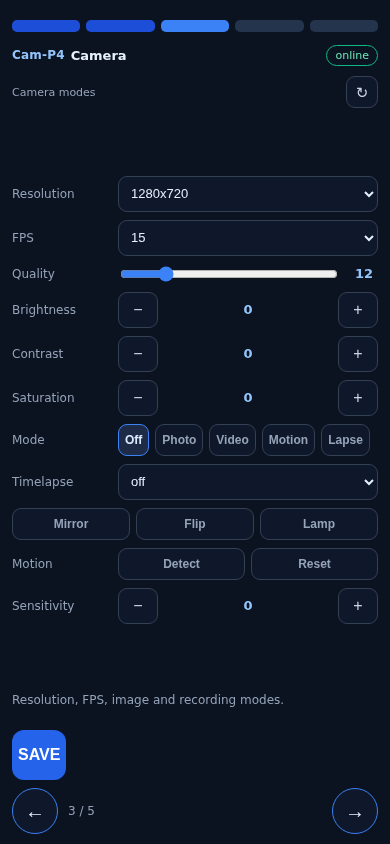 Cam-P4 Camera online
Camera modes ↻
Resolution 1280x720
FPS 15
Quality 12
Brightness − 0 +
Contrast − 0 +
Saturation − 0 +
Mode Off Photo Video Motion Lapse
Timelapse off
Mirror Flip Lamp
Motion Detect Reset
Sensitivity − 0 +
Resolution, FPS, image and recording modes.
SAVE
← 3 / 5 →